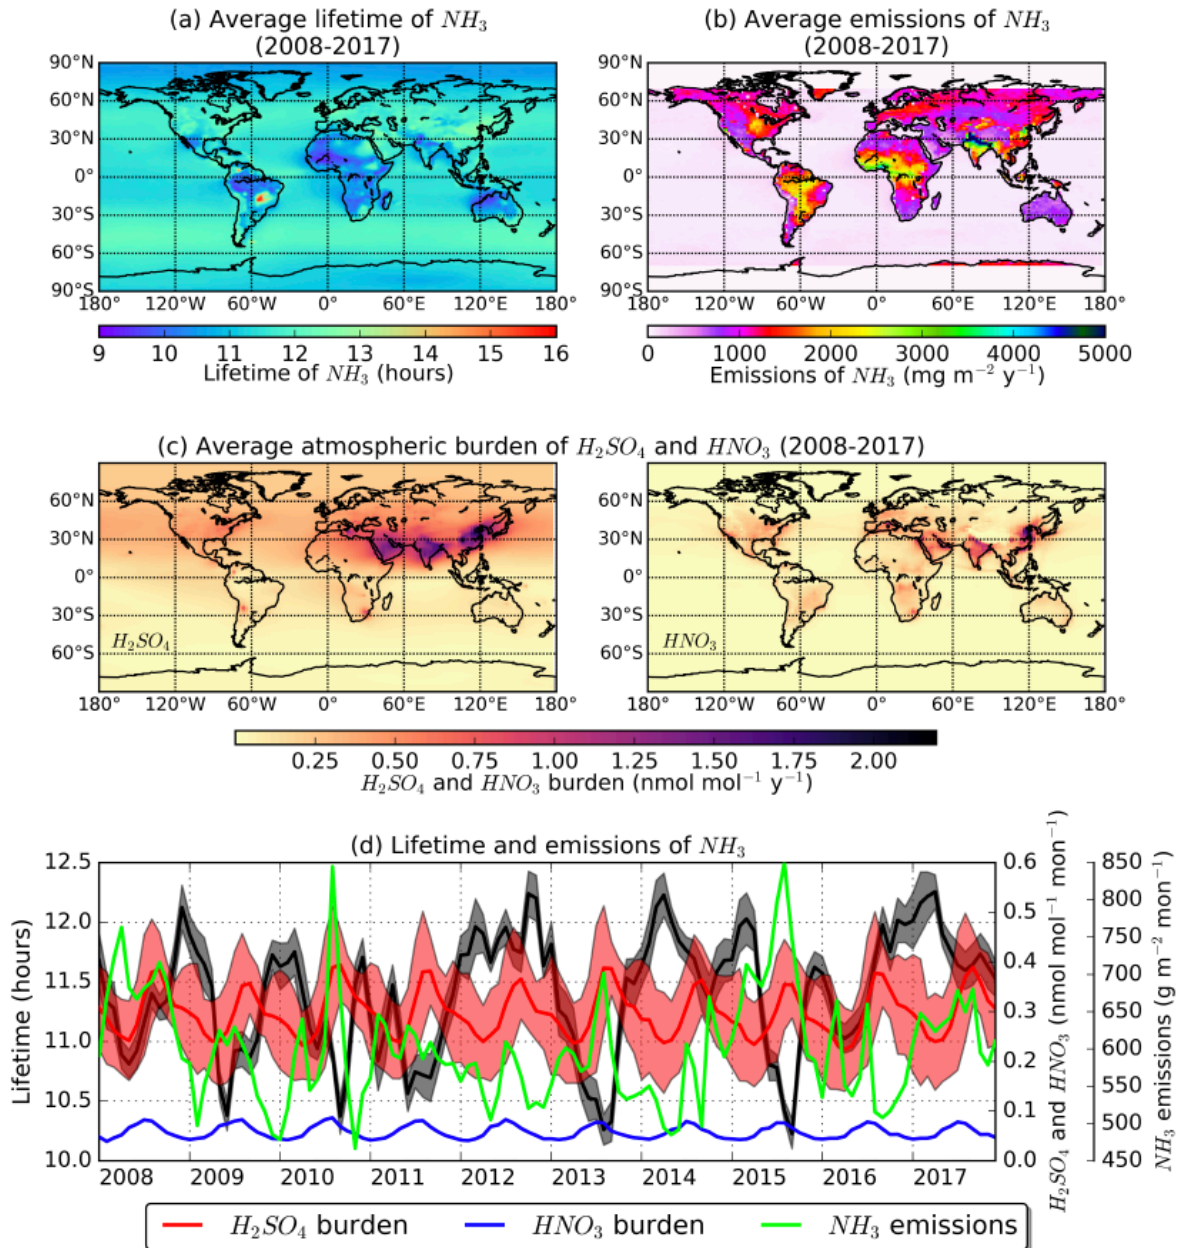 (a) Average lifetime of NH₃
(2008-2017)
90°N
60°N
30°N
0°
30°S
60°S
90°S
180° 120°W 60°W 0° 60°E 120°E 180°
9 10 11 12 13 14 15 16
Lifetime of NH₃ (hours)
(b) Average emissions of NH₃
(2008-2017)
90°N
60°N
30°N
0°
30°S
60°S
90°S
180° 120°W 60°W 0° 60°E 120°E 180°
0 1000 2000 3000 4000 5000
Emissions of NH₃ (mg m⁻² y⁻¹)
(c) Average atmospheric burden of H₂SO₄ and HNO₃ (2008-2017)
60°N
30°N
0°
30°S
60°S
H₂SO₄
180° 120°W 60°W 0° 60°E 120°E 180°
60°N
30°N
0°
30°S
60°S
HNO₃
180° 120°W 60°W 0° 60°E 120°E 180°
0.25 0.50 0.75 1.00 1.25 1.50 1.75 2.00
H₂SO₄ and HNO₃ burden (nmol mol⁻¹ y⁻¹)
(d) Lifetime and emissions of NH₃
Lifetime (hours)
12.5
12.0
11.5
11.0
10.5
10.0
2008 2009 2010 2011 2012 2013 2014 2015 2016 2017
0.6
0.5
0.4
0.3
0.2
0.1
0.0
H₂SO₄ and HNO₃ (nmol mol⁻¹ mon⁻¹)
850
800
750
700
650
600
550
500
450
NH₃ emissions (g m⁻² mon⁻¹)
H₂SO₄ burden HNO₃ burden NH₃ emissions